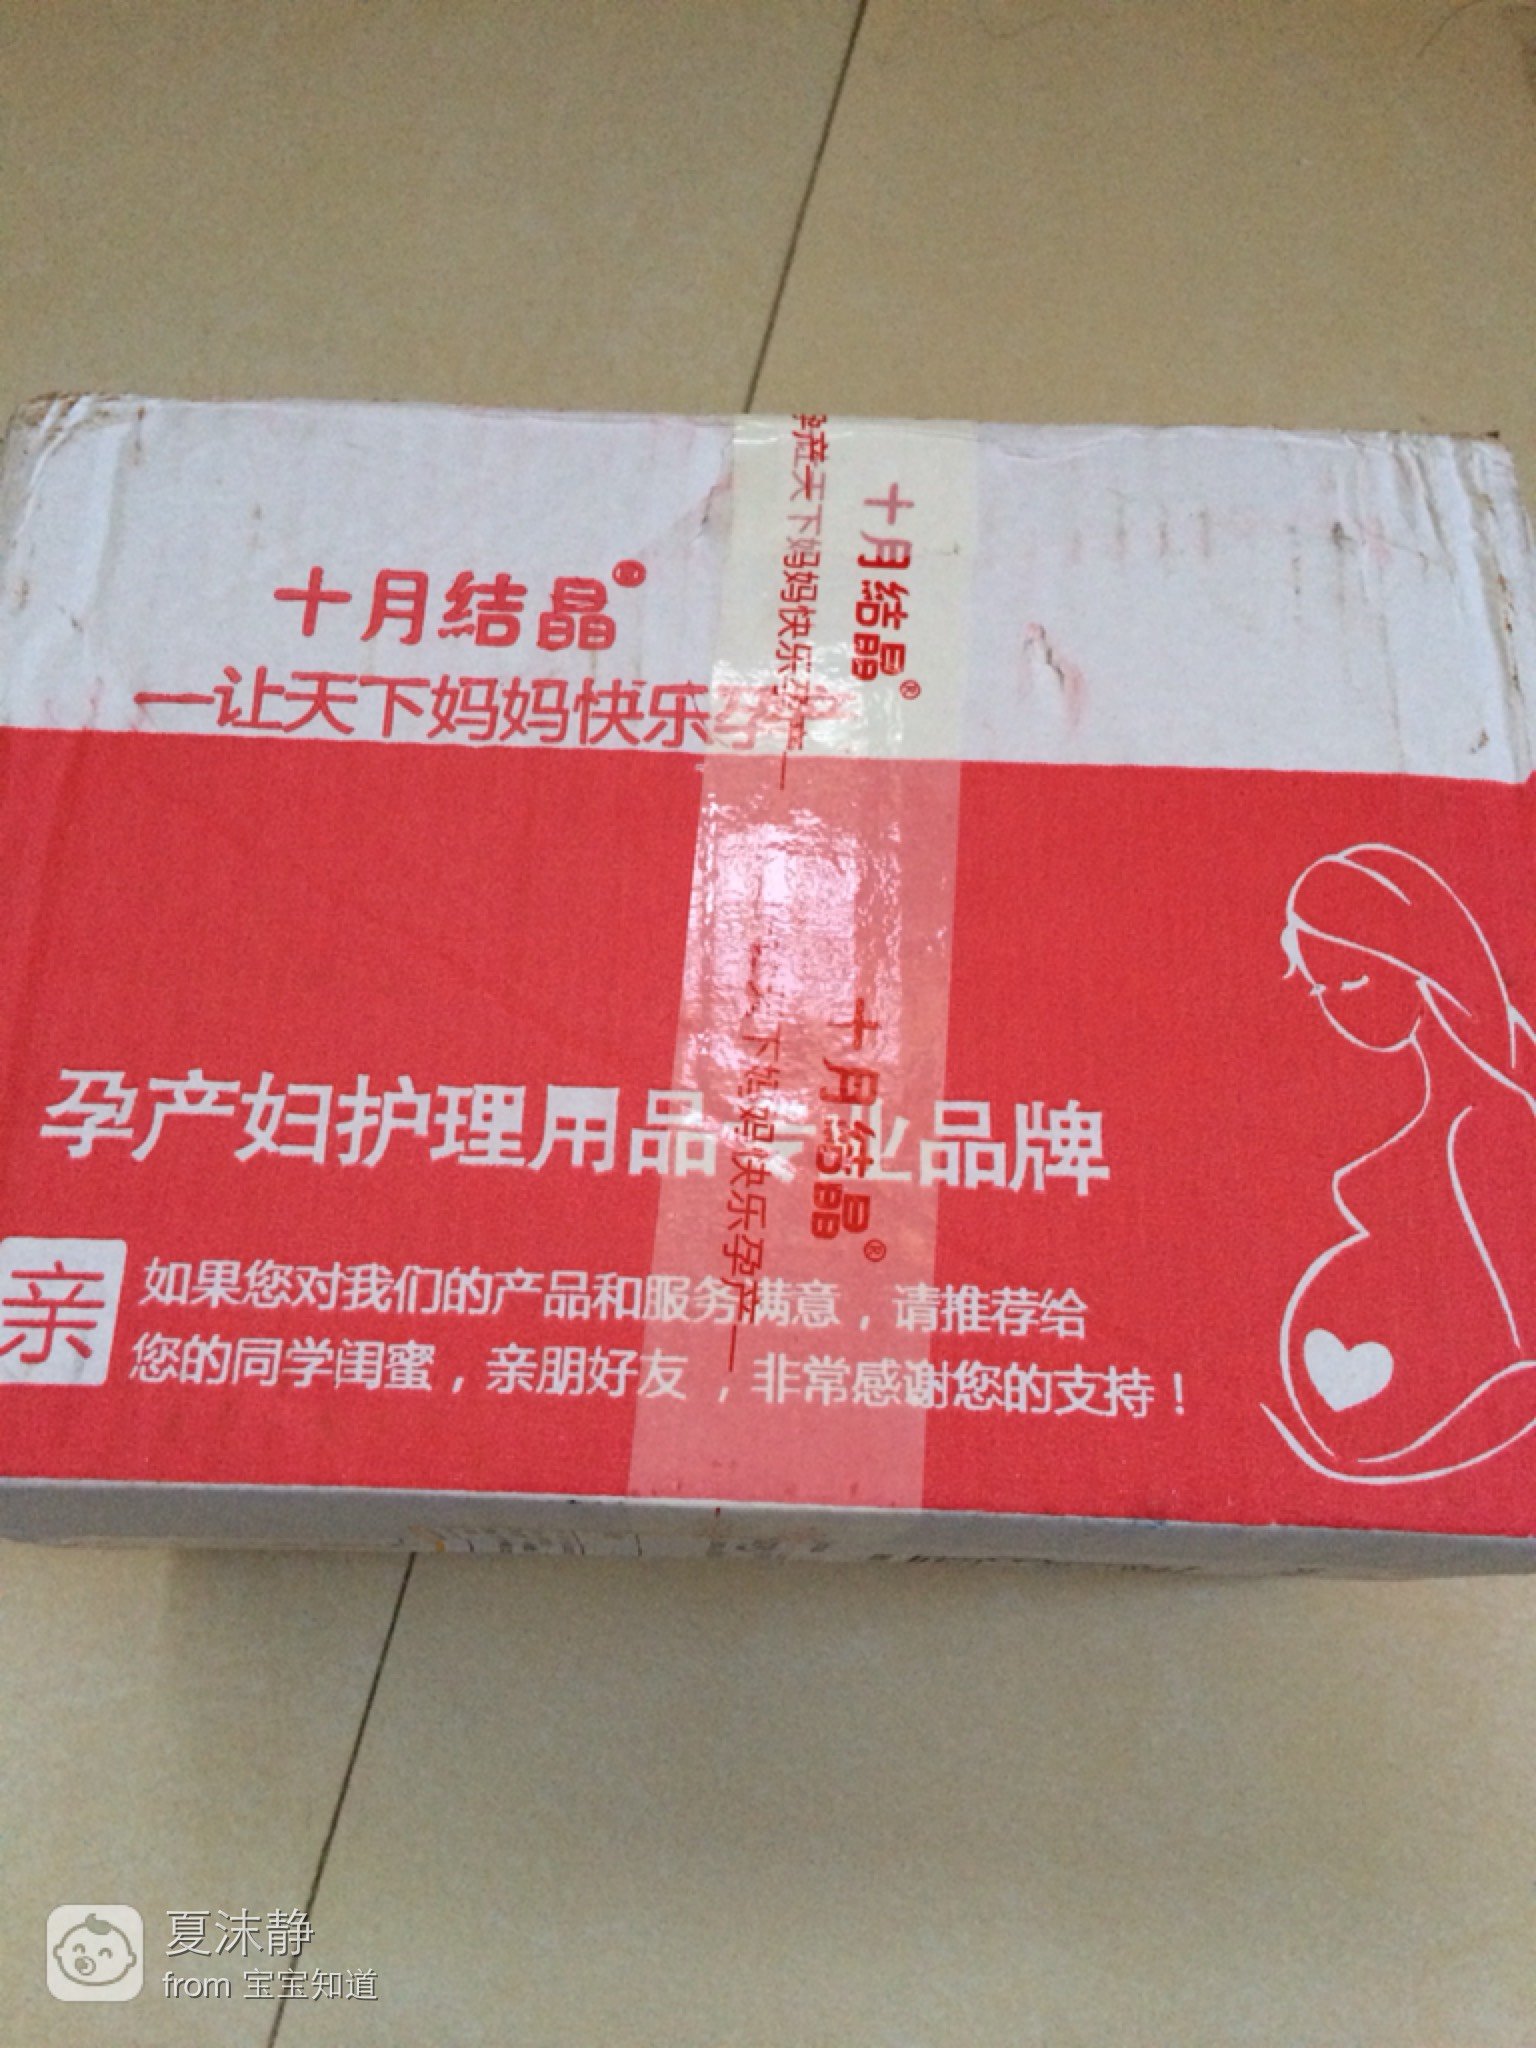 十月结晶®
一让天下妈妈快乐孕产
孕产天下妈妈快乐孕产一
十月结晶®
孕产妇护理用品专业品牌
天下妈妈快乐孕产一
十月结晶®
亲
如果您对我们的产品和服务满意，请推荐给
您的同学闺蜜，亲朋好友，非常感谢您的支持！
夏沫静
from 宝宝知道